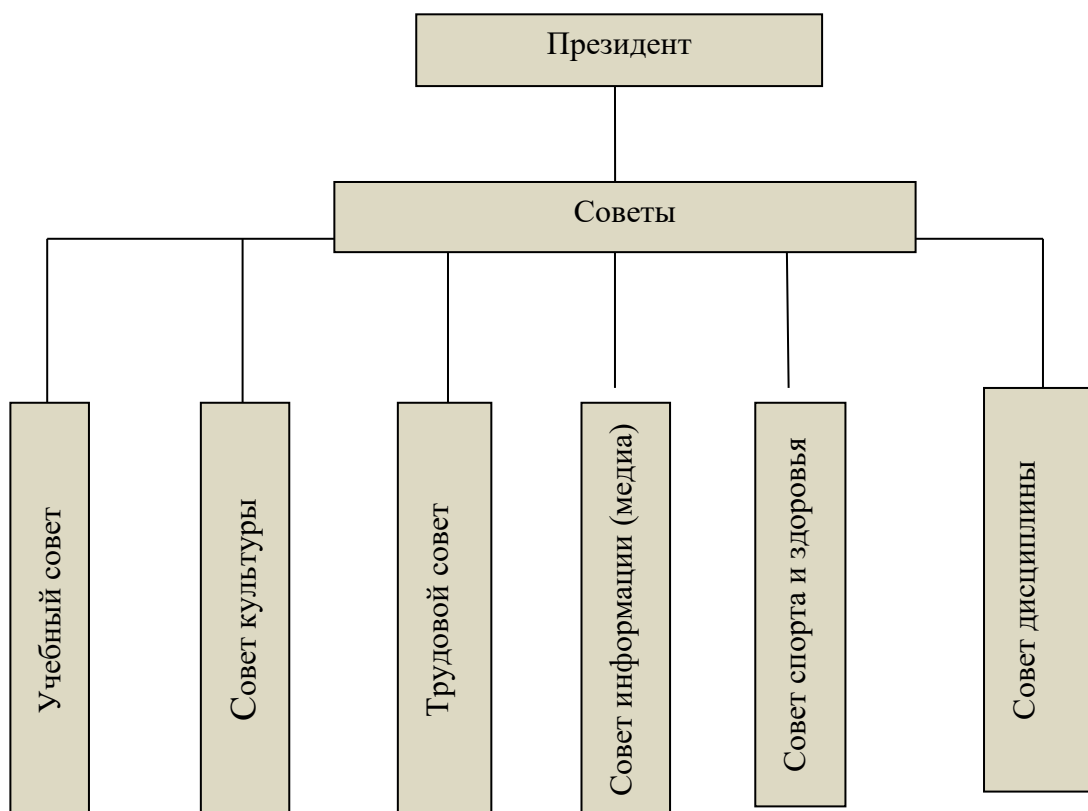 Президент
Советы
Учебный совет
Совет культуры
Трудовой совет
Совет информации (медиа)
Совет спорта и здоровья
Совет дисциплины